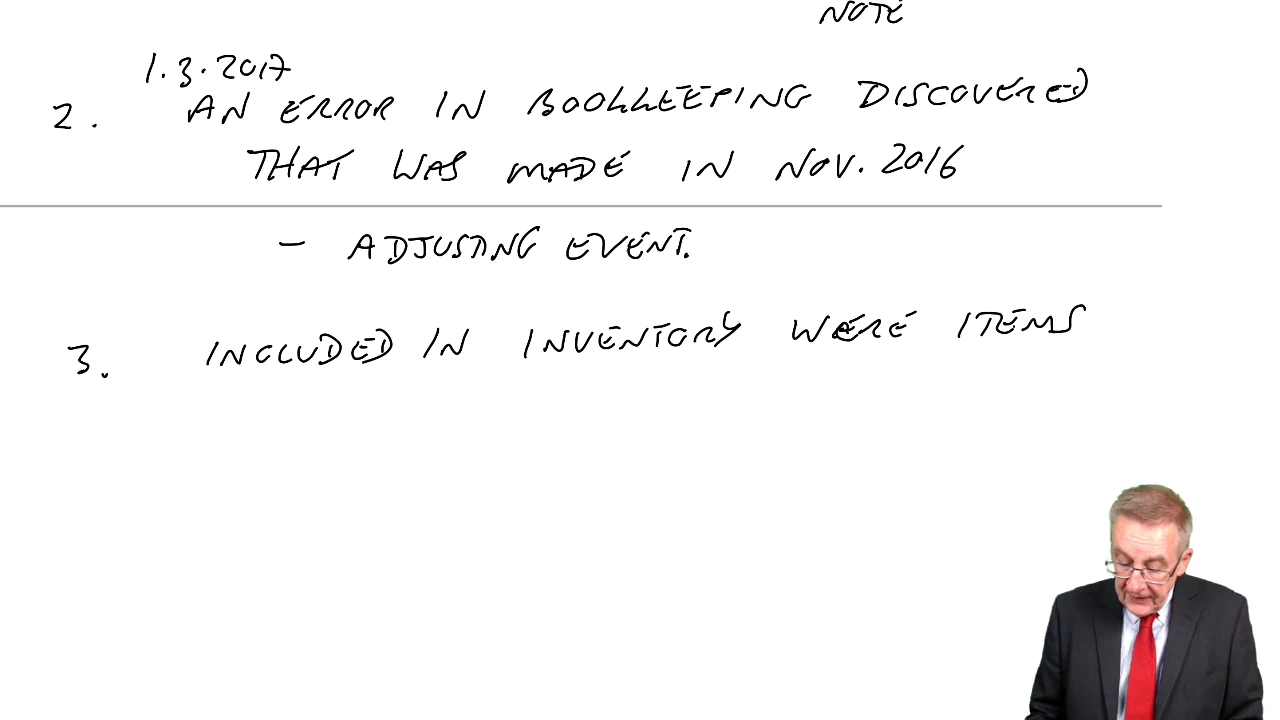 NOTE
1.3.2017
2. AN ERROR IN BOOKKEEPING DISCOVERED
THAT WAS MADE IN NOV. 2016
- ADJUSTING EVENT.
3. INCLUDED IN INVENTORY WERE ITEMS